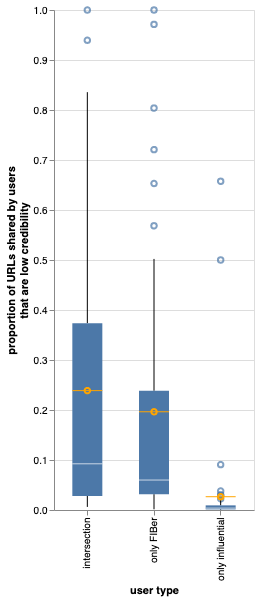 proportion of URLs shared by users
that are low credibility
1.0
0.9
0.8
0.7
0.6
0.5
0.4
0.3
0.2
0.1
0.0
intersection
only FIBer
only influential
user type